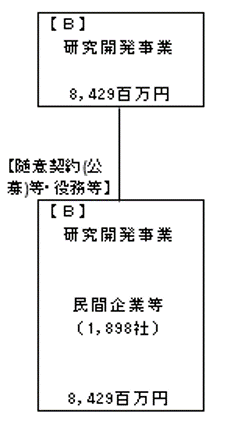 【B】
研究開発事業
8,429百万円
【随意契約(公
募)等・役務等】
【B】
研究開発事業
民間企業等
(1,898社)
8,429百万円